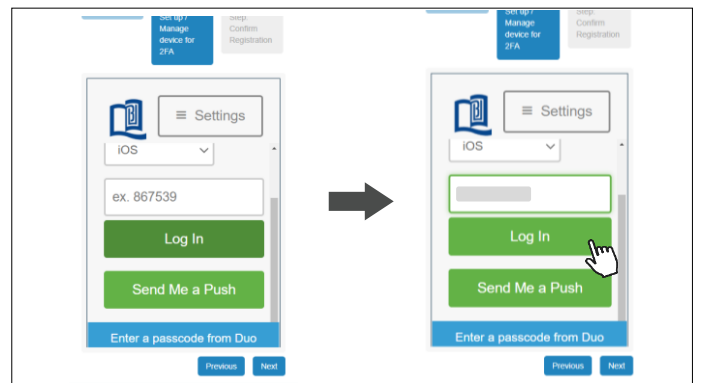 Set up /
Manage
device for
2FA
Step:
Confirm
Registration
≡ Settings
iOS
ex. 867539
Log In
Send Me a Push
Enter a passcode from Duo
Previous
Next
Set up /
Manage
device for
2FA
Step:
Confirm
Registration
≡ Settings
iOS
Log In
Send Me a Push
Enter a passcode from Duo
Previous
Next